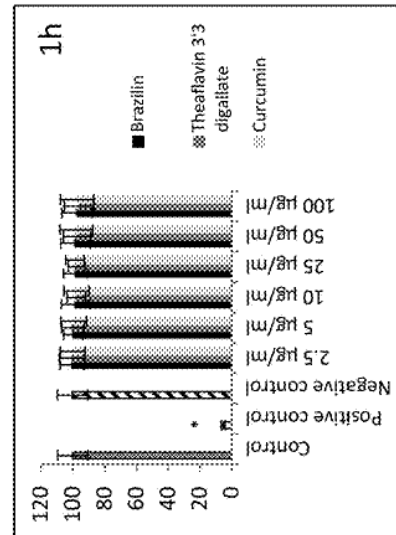 1h
120
100
80
60
40
20
0
*
Control
Positive control
Negative control
2.5 µg/ml
5 µg/ml
10 µg/ml
25 µg/ml
50 µg/ml
100 µg/ml
Brazilin
Theaflavin 3'3
digallate
Curcumin